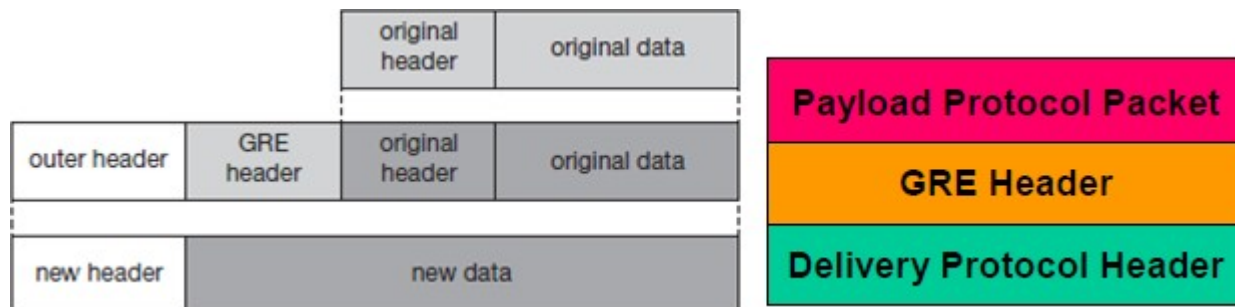 original
header
original data
outer header
GRE
header
original
header
original data
new header
new data
Payload Protocol Packet
GRE Header
Delivery Protocol Header